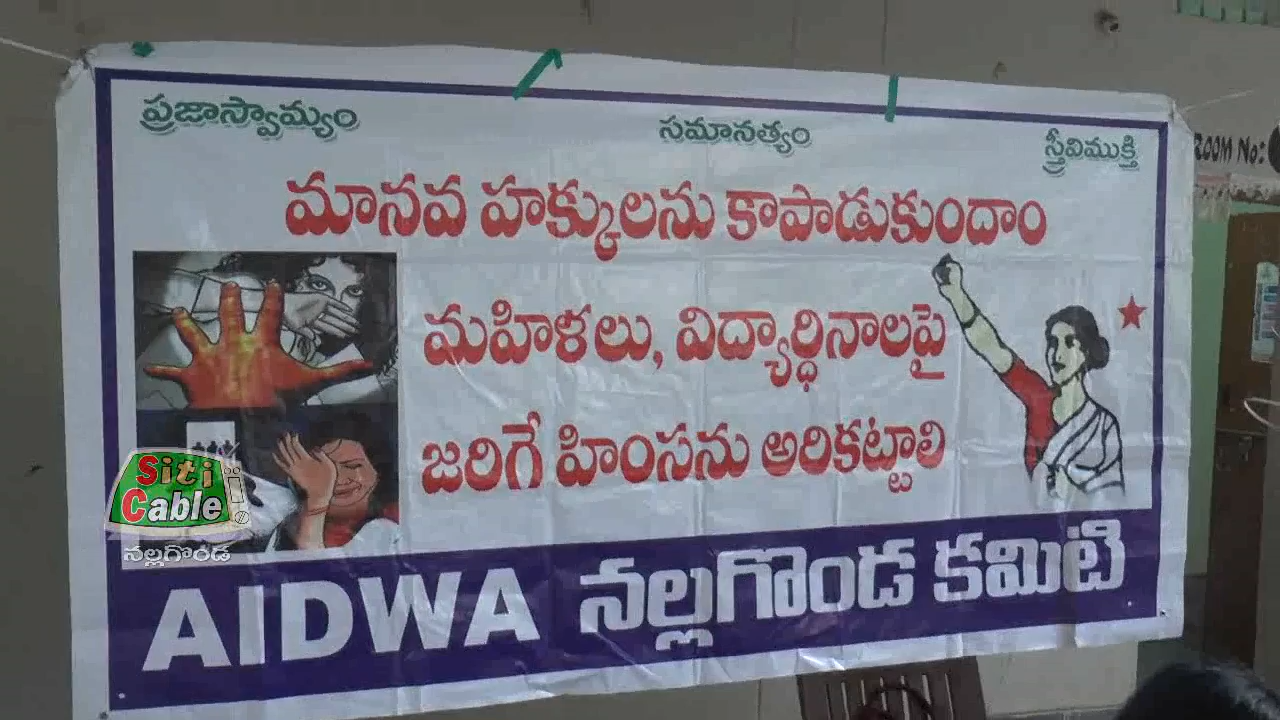 ప్రజాస్వామ్యం సమానత్వం స్త్రీవిముక్తి
మానవ హక్కులను కాపాడుకుందాం
మహిళలు, విద్యార్ధినాలపై
జరిగే హింసను అరికట్టాలి
AIDWA నల్లగొండ కమిటి
Siti
Cable
నల్లగొండ
ROOM No: